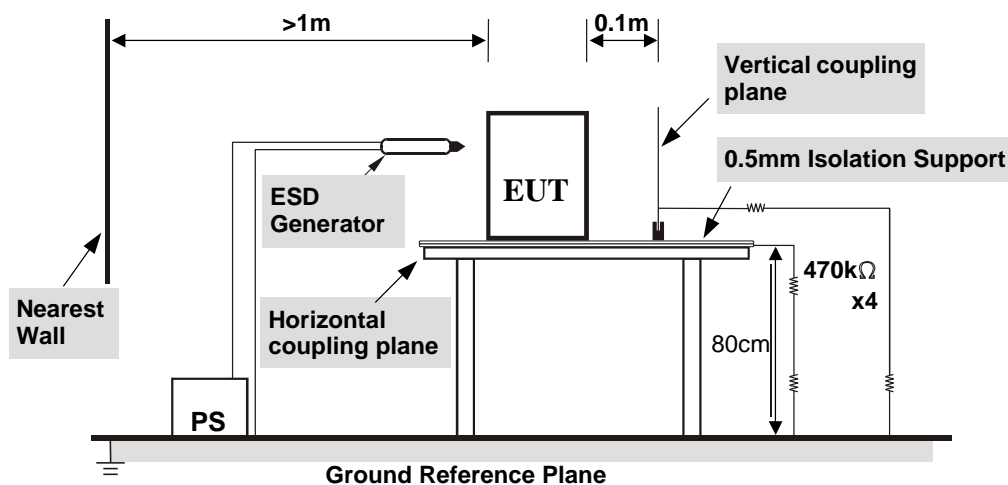 >1m
0.1m
Vertical coupling
plane
0.5mm Isolation Support
ESD
Generator
EUT
Nearest
Wall
Horizontal
coupling plane
470kΩ
x4
80cm
PS
Ground Reference Plane